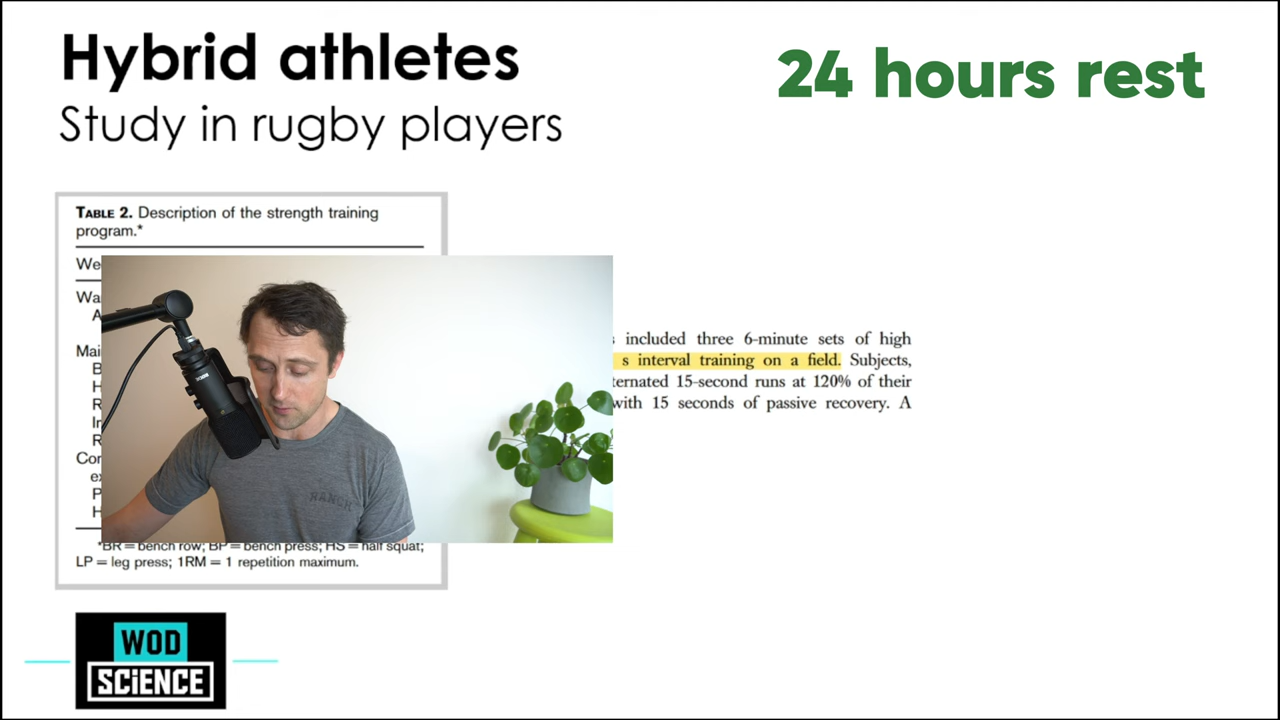 Hybrid athletes
24 hours rest
Study in rugby players
TABLE 2. Description of the strength training
program.*
included three 6-minute sets of high
s interval training on a field. Subjects,
15-second runs at 120% of their
15 seconds of passive recovery. A
*BR = bench row; BP = bench press; HS = half squat;
LP = leg press; 1RM = 1 repetition maximum.
WOD
SCiENCE